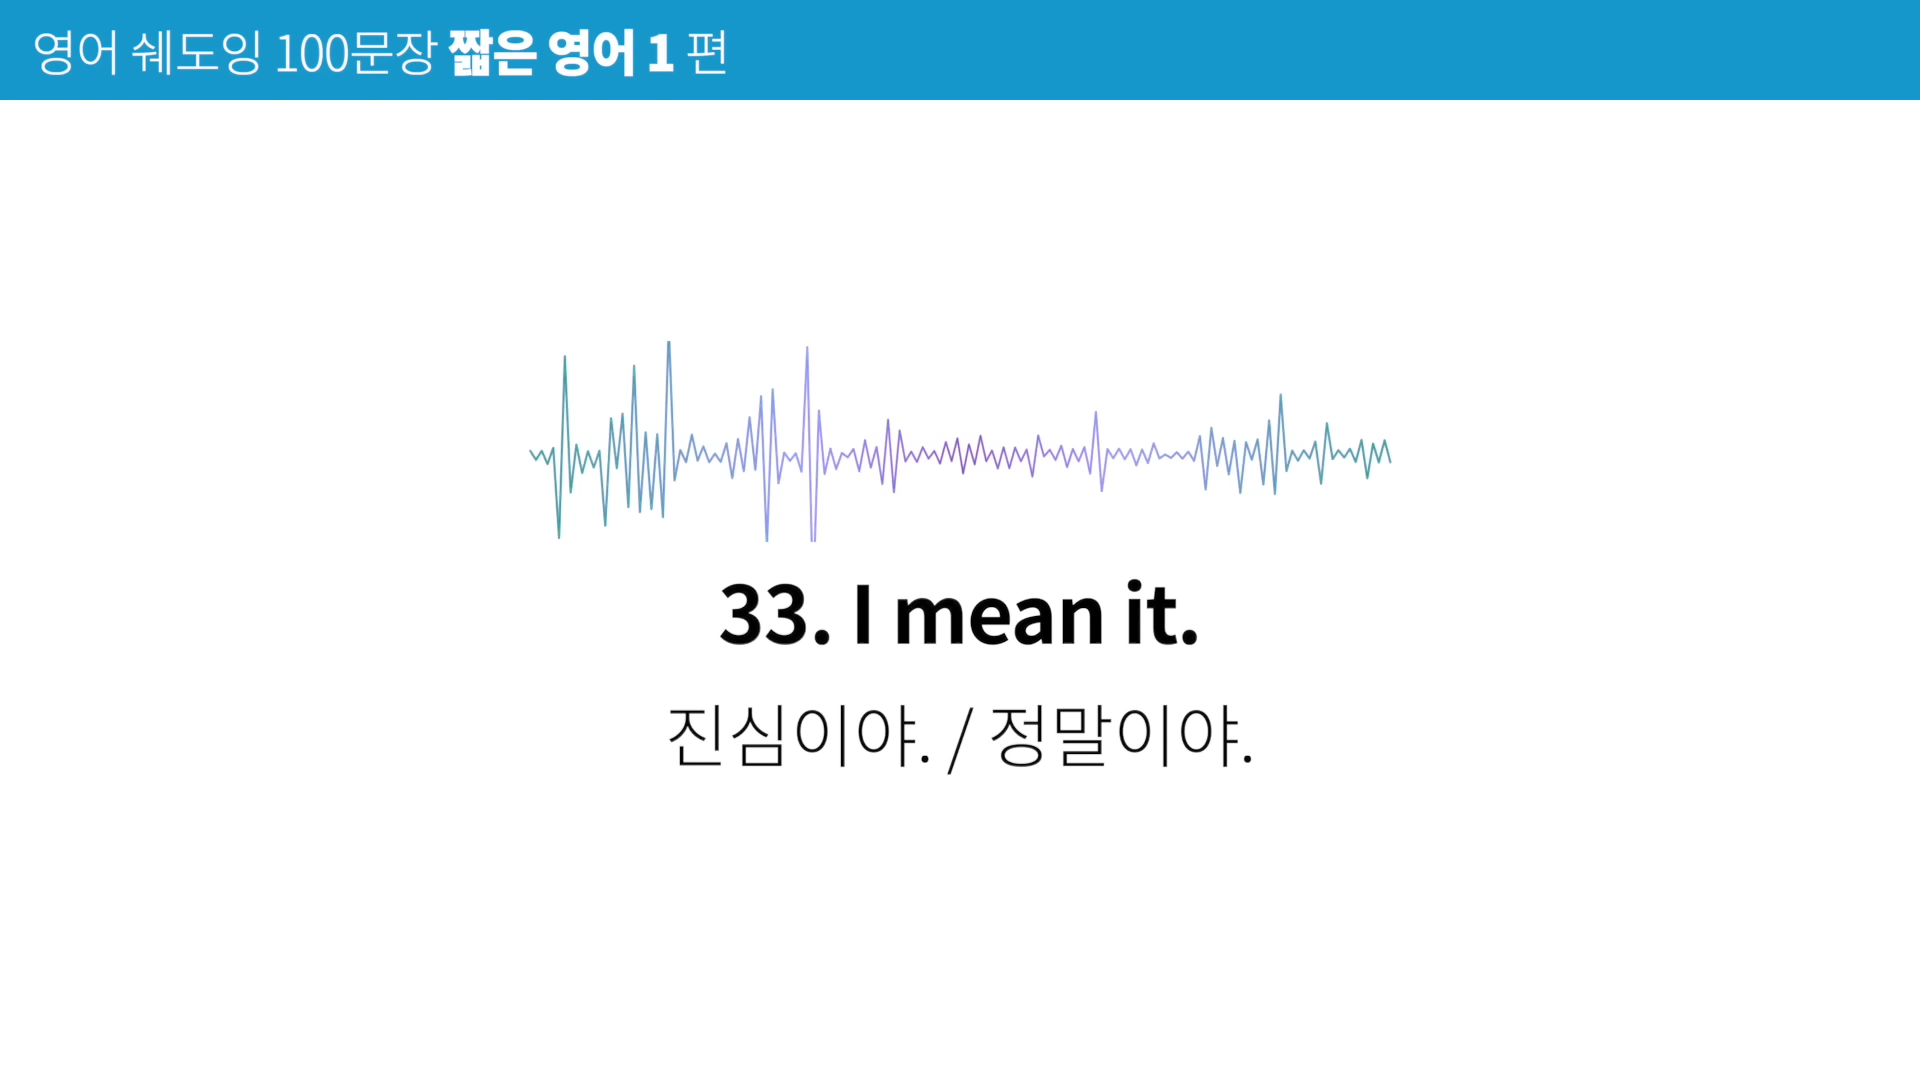 영어 쉐도잉 100문장 짧은 영어 1 편
33. I mean it.
진심이야. / 정말이야.